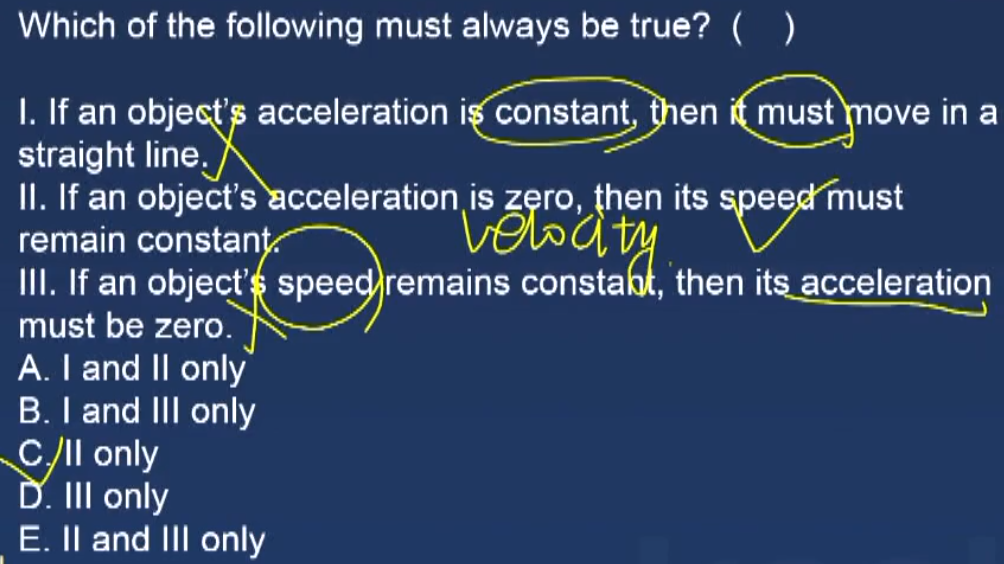 Which of the following must always be true? ( )
I. If an object's acceleration is constant, then it must move in a
straight line.
II. If an object's acceleration is zero, then its speed must
remain constant.
velocity
III. If an object's speed remains constant, then its acceleration
must be zero.
A. I and II only
B. I and III only
C. II only
D. III only
E. II and III only